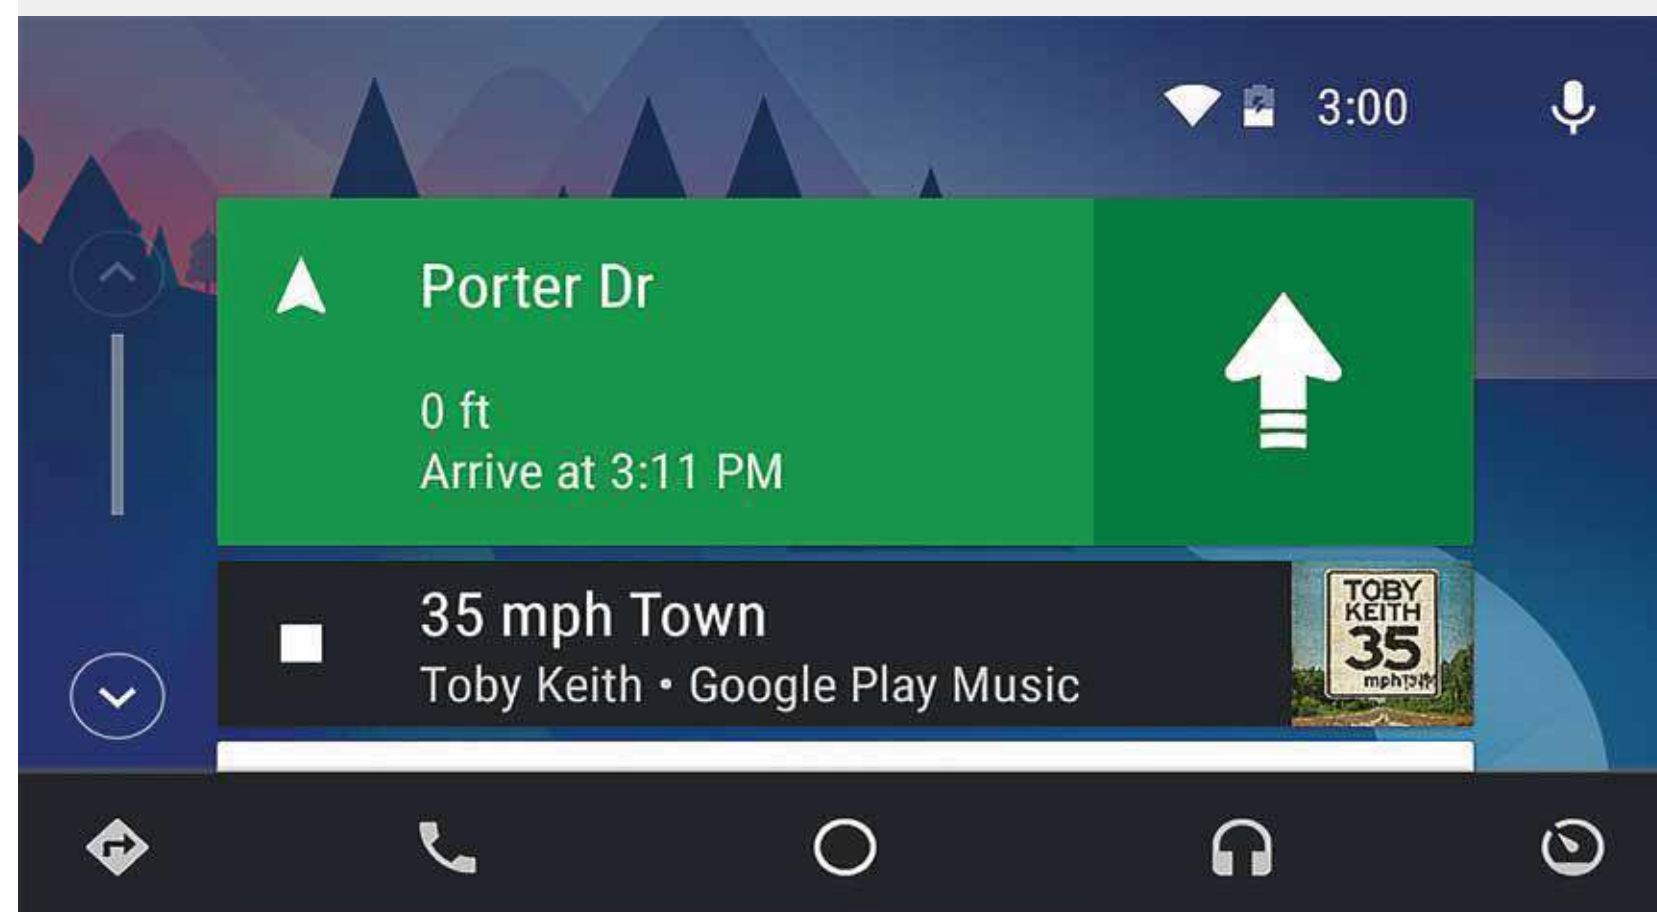 3:00
Porter Dr
0 ft
Arrive at 3:11 PM
35 mph Town
Toby Keith • Google Play Music
TOBY
KEITH
35
mph